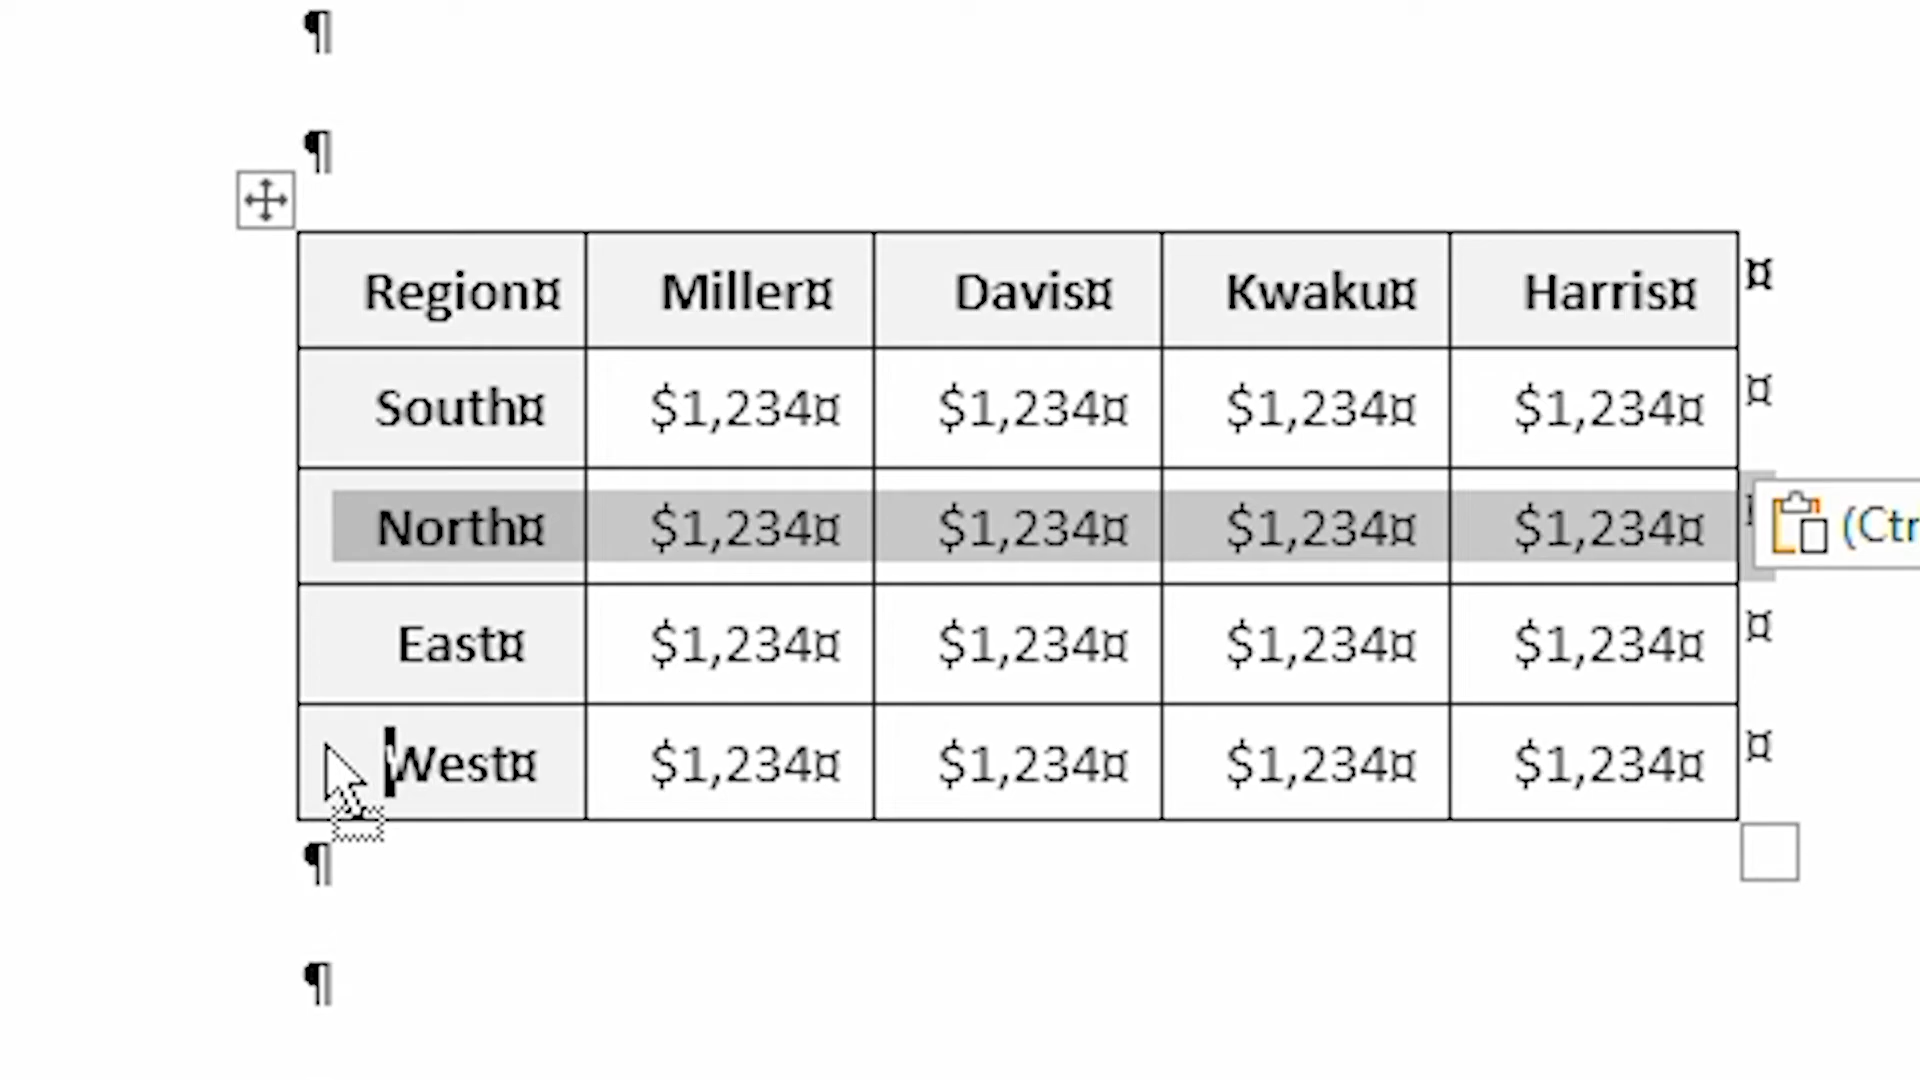 ¶
¶
Region¤ Miller¤ Davis¤ Kwaku¤ Harris¤ ¤
South¤ $1,234¤ $1,234¤ $1,234¤ $1,234¤ ¤
North¤ $1,234¤ $1,234¤ $1,234¤ $1,234¤ (Ctr
East¤ $1,234¤ $1,234¤ $1,234¤ $1,234¤ ¤
West¤ $1,234¤ $1,234¤ $1,234¤ $1,234¤ ¤
¶
¶